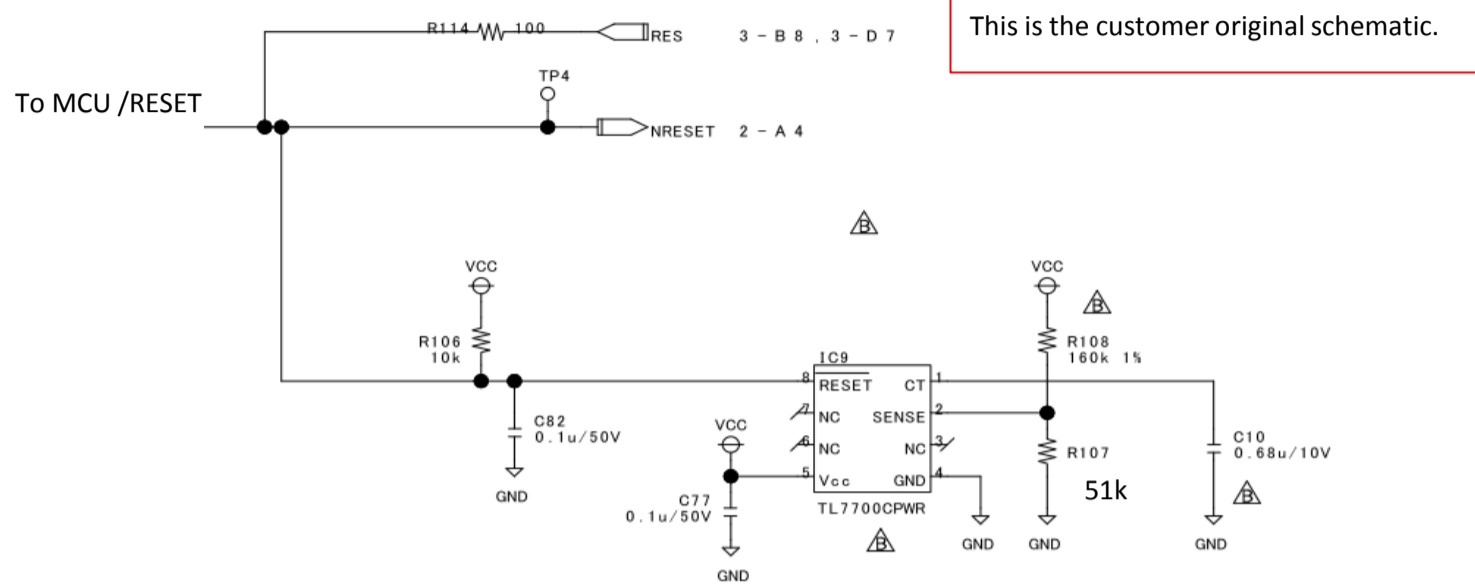 This is the customer original schematic.
R114 100
RES 3-B8, 3-D7
TP4
To MCU /RESET
NRESET 2-A4
B
VCC
R106
10k
VCC
B
R108
160k 1%
IC9
8 RESET CT 1
7 NC SENSE 2
6 NC NC 3
5 Vcc GND 4
TL7700CPWR
B
C82
0.1u/50V
GND
VCC
C77
0.1u/50V
GND
GND
R107
51k
GND
C10
0.68u/10V
B
GND